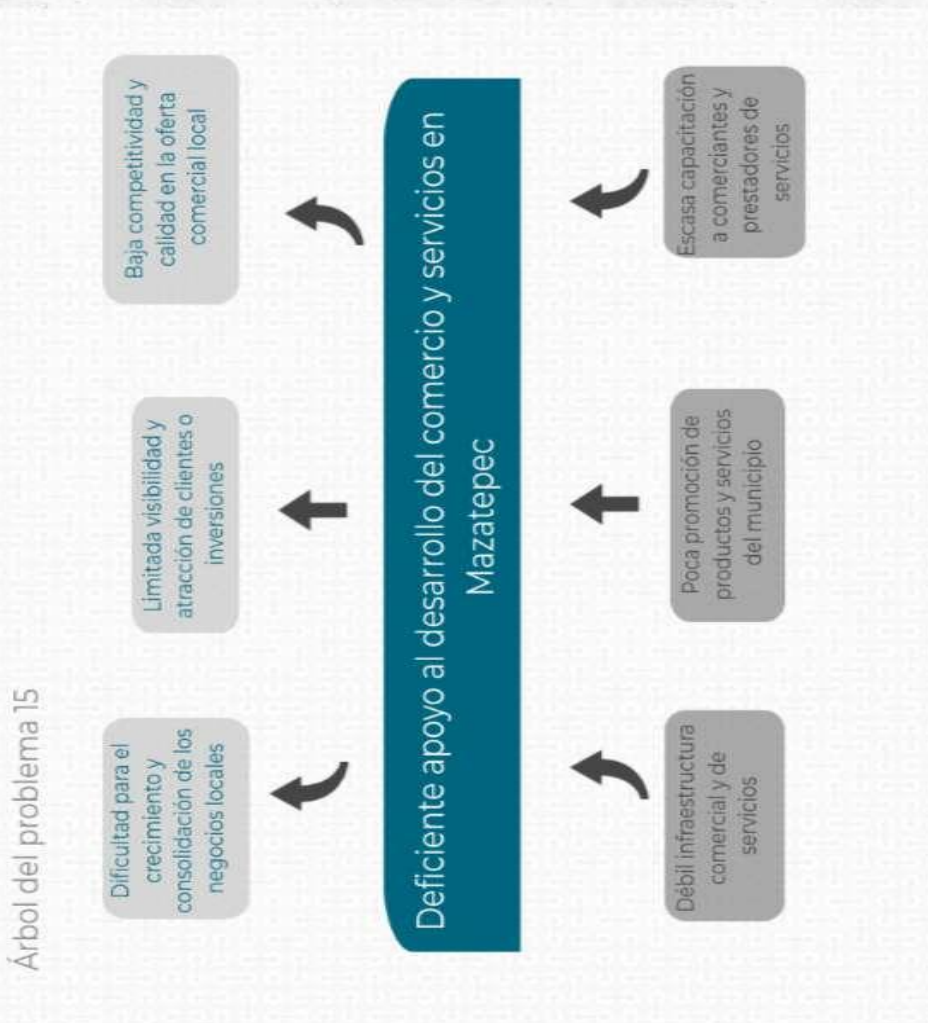 Árbol del problema 15
Dificultad para el
crecimiento y
consolidación de los
negocios locales
Limitada visibilidad y
atracción de clientes o
inversiones
Baja competitividad y
calidad en la oferta
comercial local
Deficiente apoyo al desarrollo del comercio y servicios en
Mazatepec
Débil infraestructura
comercial y de
servicios
Poca promoción de
productos y servicios
del municipio
Escasa capacitación
a comerciantes y
prestadores de
servicios